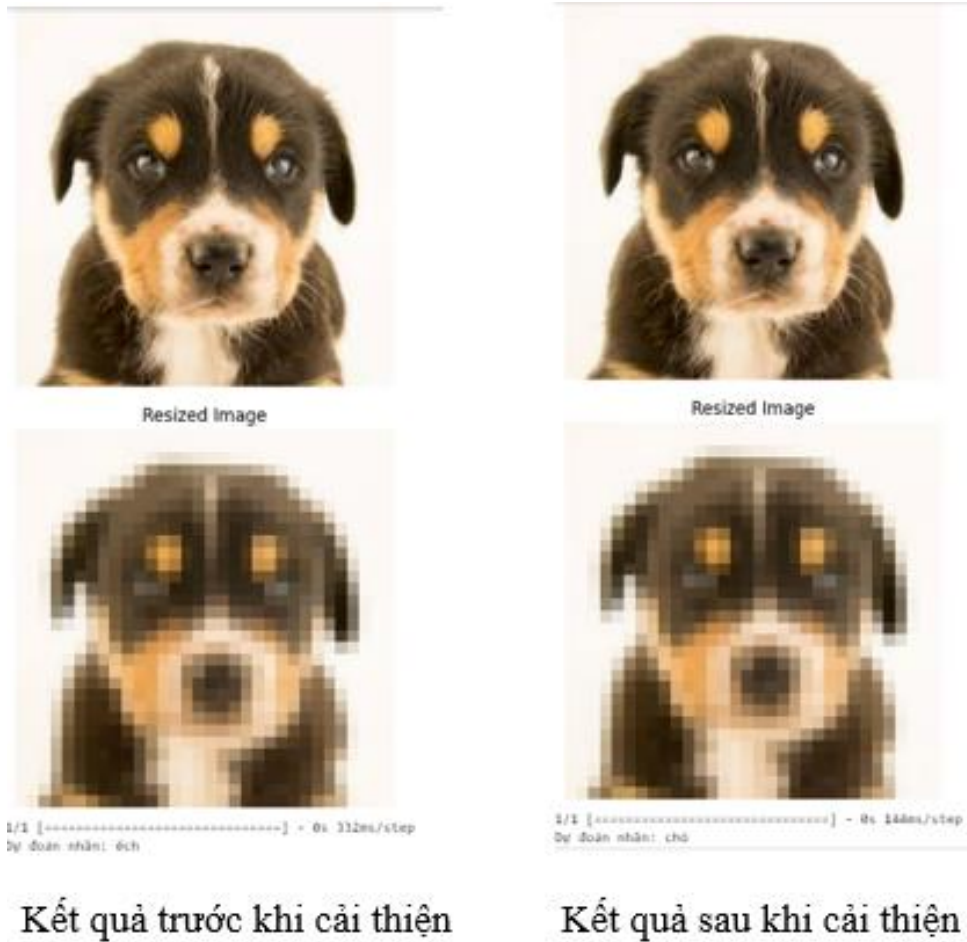 Resized Image
1/1 [==============================] - 0s 332ms/step
Dự đoán nhãn: ếch
Kết quả trước khi cải thiện
Resized Image
1/1 [==============================] - 0s 144ms/step
Dự đoán nhãn: chó
Kết quả sau khi cải thiện